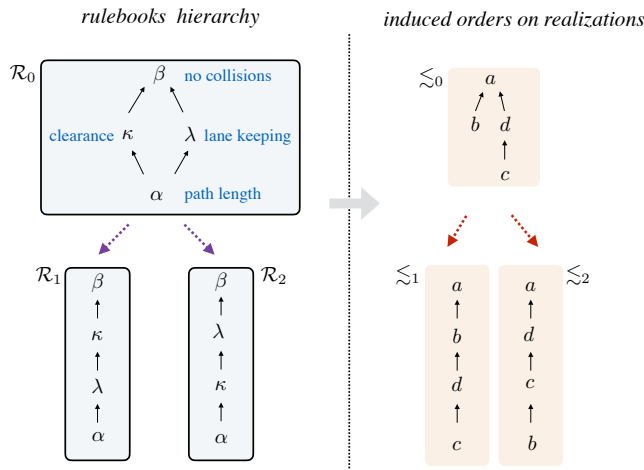 rulebooks hierarchy
R₀
β no collisions
clearance κ λ lane keeping
α path length
R₁
β
κ
λ
α
R₂
β
λ
κ
α
induced orders on realizations
≲₀
a
b d
c
≲₁
a
b
d
c
≲₂
a
d
c
b